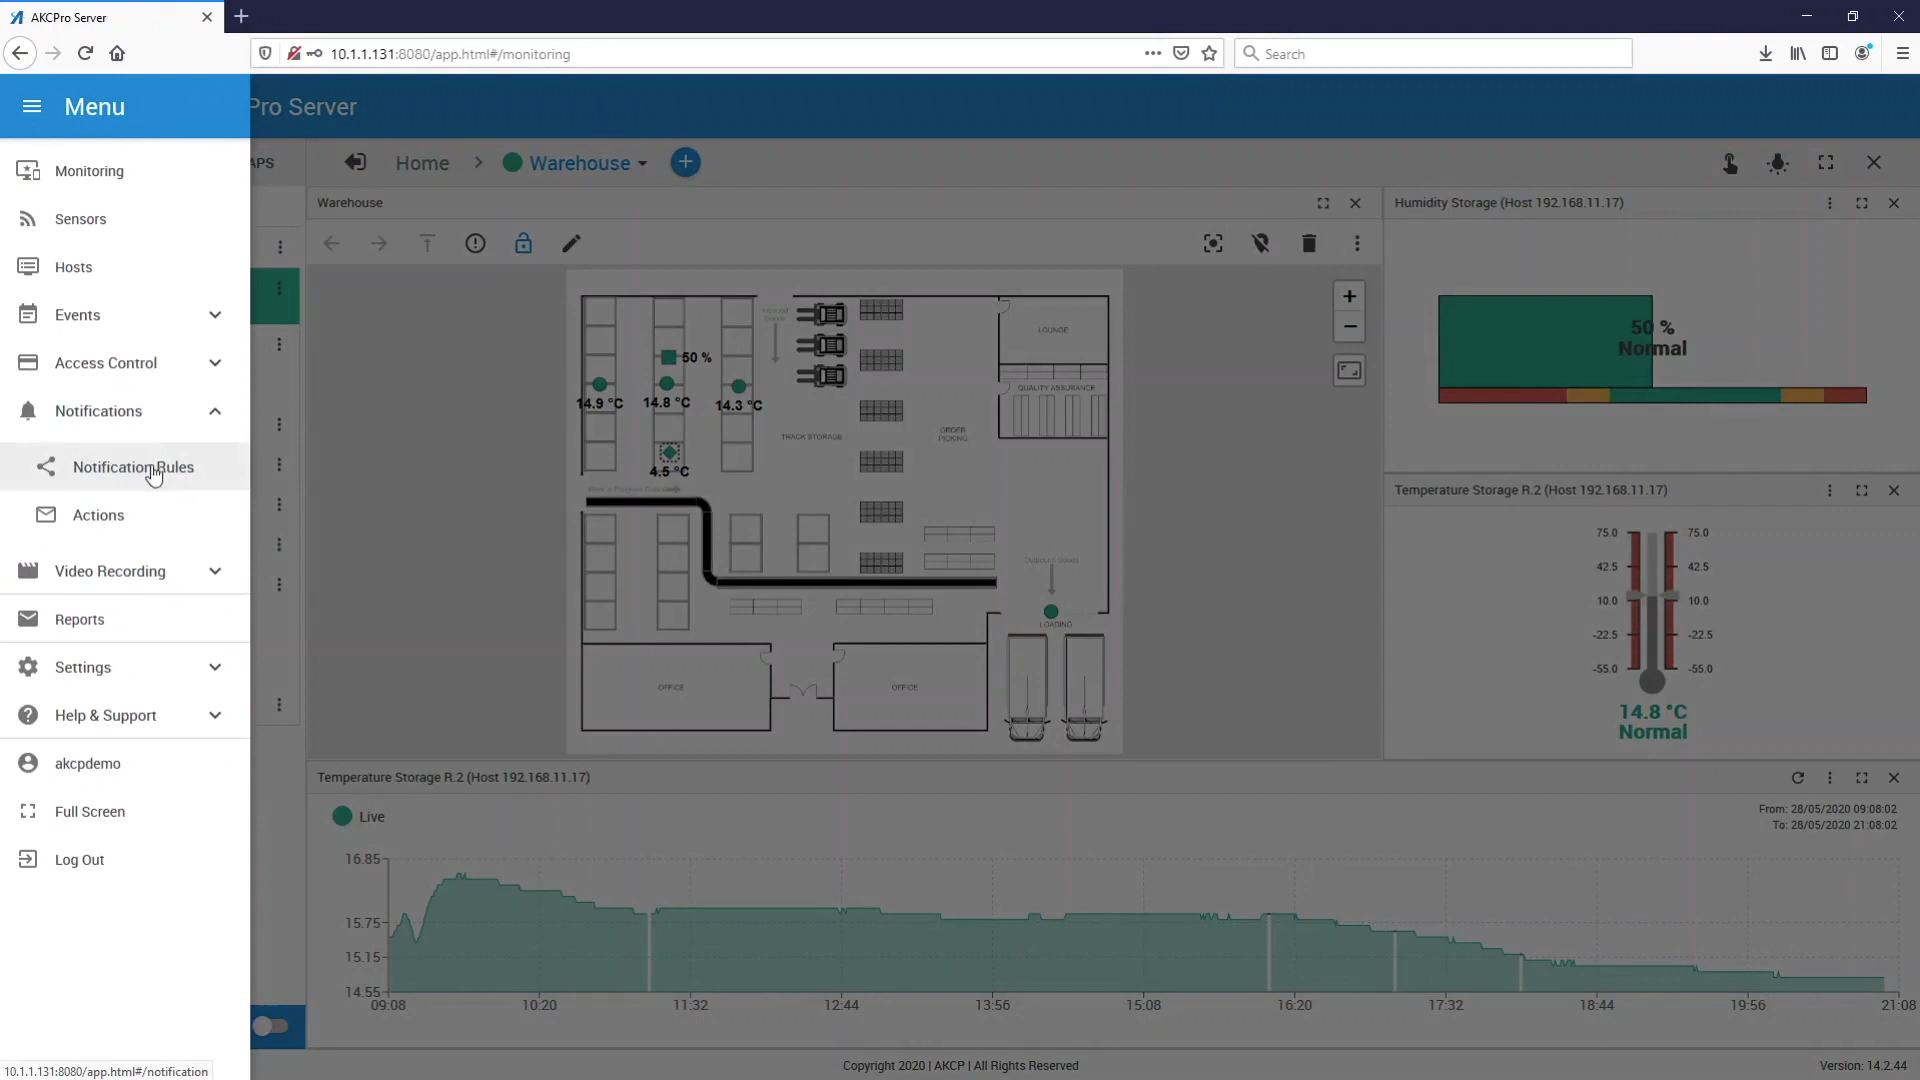 AKCPro Server
10.1.1.131:8080/app.html#/monitoring
Search
Menu
Pro Server
Monitoring
Sensors
Hosts
Events
Access Control
Notifications
Notification Rules
Actions
Video Recording
Reports
Settings
Help & Support
akcpdemo
Full Screen
Log Out
APS
Home
Warehouse
Warehouse
50 %
14.9 °C
14.8 °C
14.3 °C
4.5 °C
TRACK STORAGE
ORDER
PICKING
LOUNGE
QUALITY ASSURANCE
Outbound Goods
LOADING
OFFICE
OFFICE
Humidity Storage (Host 192.168.11.17)
50 %
Normal
Temperature Storage R.2 (Host 192.168.11.17)
75.0 75.0
42.5 42.5
10.0 10.0
-22.5 -22.5
-55.0 -55.0
14.8 °C
Normal
Temperature Storage R.2 (Host 192.168.11.17)
Live
From: 28/05/2020 09:08:02
To: 28/05/2020 21:08:02
16.85
15.75
15.15
14.55
09:08 10:20 11:32 12:44 13:56 15:08 16:20 17:32 18:44 19:56 21:08
Copyright 2020 | AKCP | All Rights Reserved
Version: 14.2.44
10.1.1.131:8080/app.html#/notification